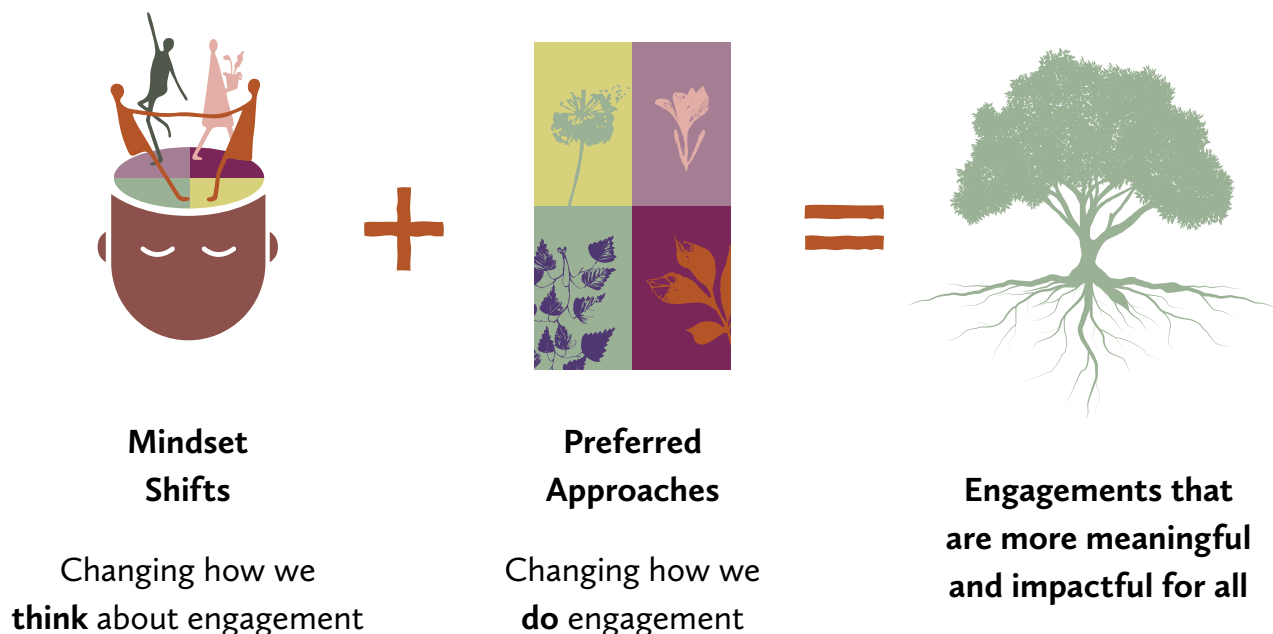 Mindset
Shifts
Changing how we
think about engagement
Preferred
Approaches
Changing how we
do engagement
Engagements that
are more meaningful
and impactful for all